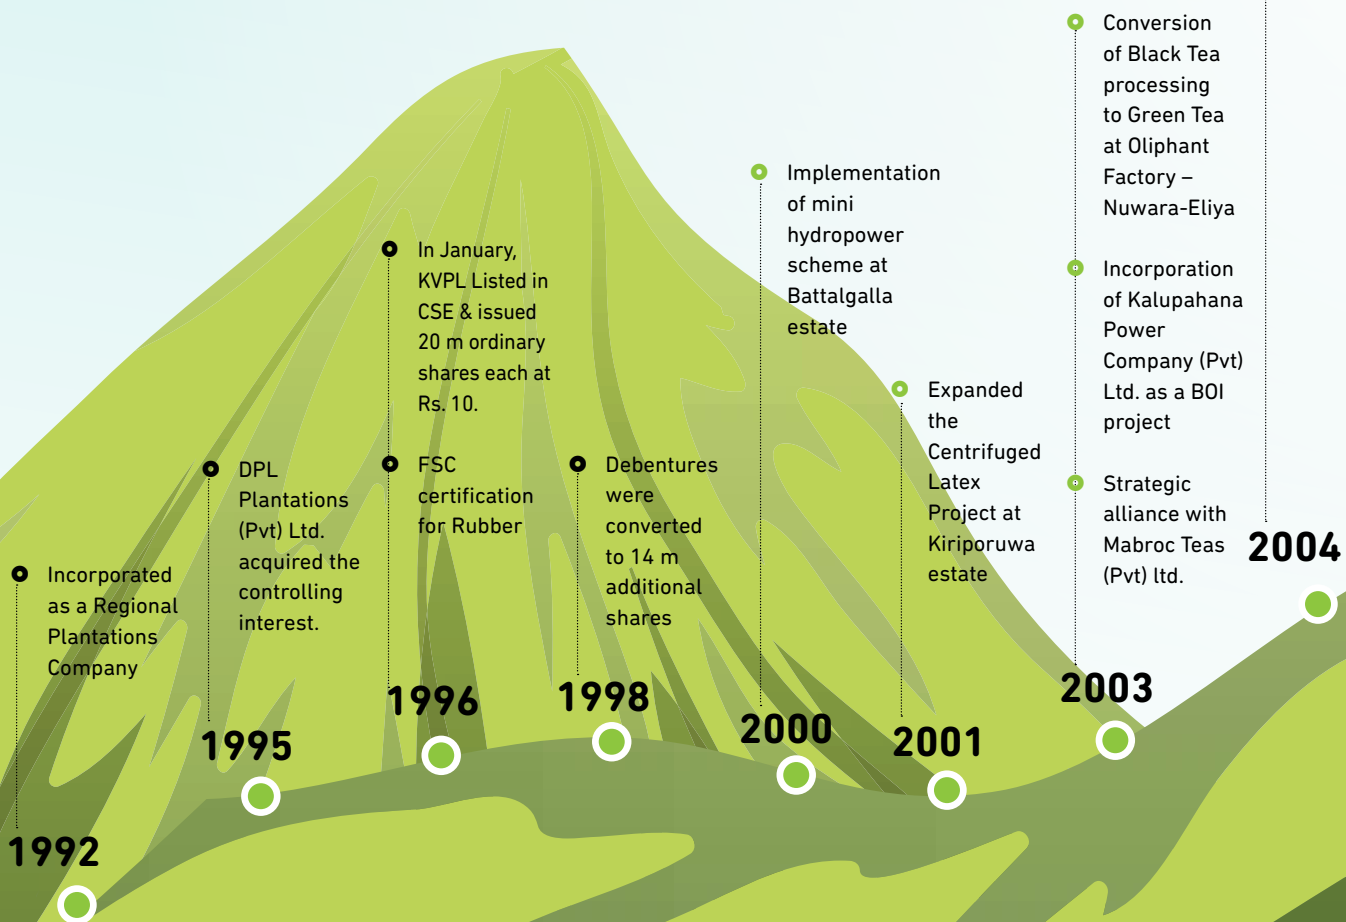 Incorporated
as a Regional
Plantations
Company
1992
DPL
Plantations
(Pvt) Ltd.
acquired the
controlling
interest.
1995
In January,
KVPL Listed in
CSE & issued
20 m ordinary
shares each at
Rs. 10.
FSC
certification
for Rubber
1996
Debentures
were
converted
to 14 m
additional
shares
1998
Implementation
of mini
hydropower
scheme at
Battalgalla
estate
2000
Expanded
the
Centrifuged
Latex
Project at
Kiriporuwa
estate
2001
Conversion
of Black Tea
processing
to Green Tea
at Oliphant
Factory –
Nuwara-Eliya
Incorporation
of Kalupahana
Power
Company (Pvt)
Ltd. as a BOI
project
Strategic
alliance with
Mabroc Teas
(Pvt) ltd.
2003
2004